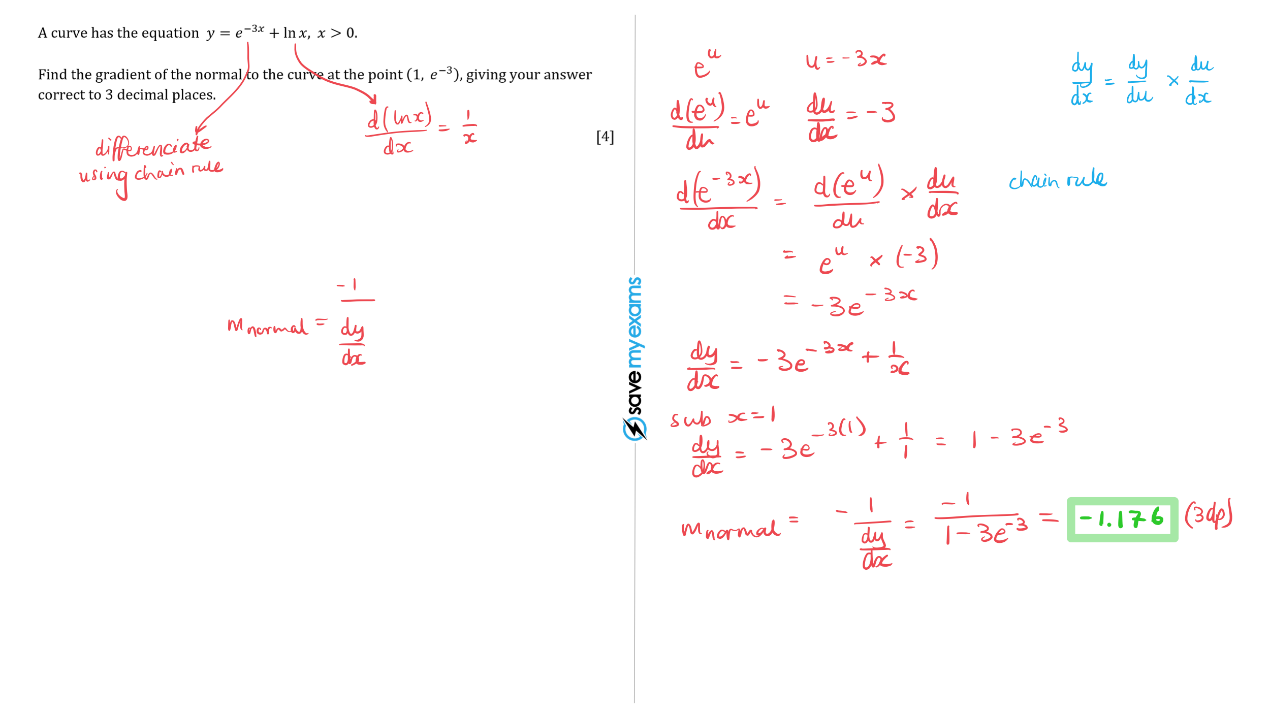 A curve has the equation y = e^{-3x} + ln x, x > 0.
Find the gradient of the normal to the curve at the point (1, e^{-3}), giving your answer
correct to 3 decimal places.
[4]
differenciate
using chain rule
d(ln x)/dx = 1/x
m_{normal} = -1/(dy/dx)
save my exams
e^u    u = -3x
dy/dx = dy/du × du/dx
d(e^u)/du = e^u    du/dx = -3
d(e^{-3x})/dx = d(e^u)/du × du/dx
chain rule
= e^u × (-3)
= -3e^{-3x}
dy/dx = -3e^{-3x} + 1/x
sub x = 1
dy/dx = -3e^{-3(1)} + 1/1 = 1 - 3e^{-3}
m_{normal} = -1/(dy/dx) = -1/(1 - 3e^{-3}) = -1.176 (3dp)